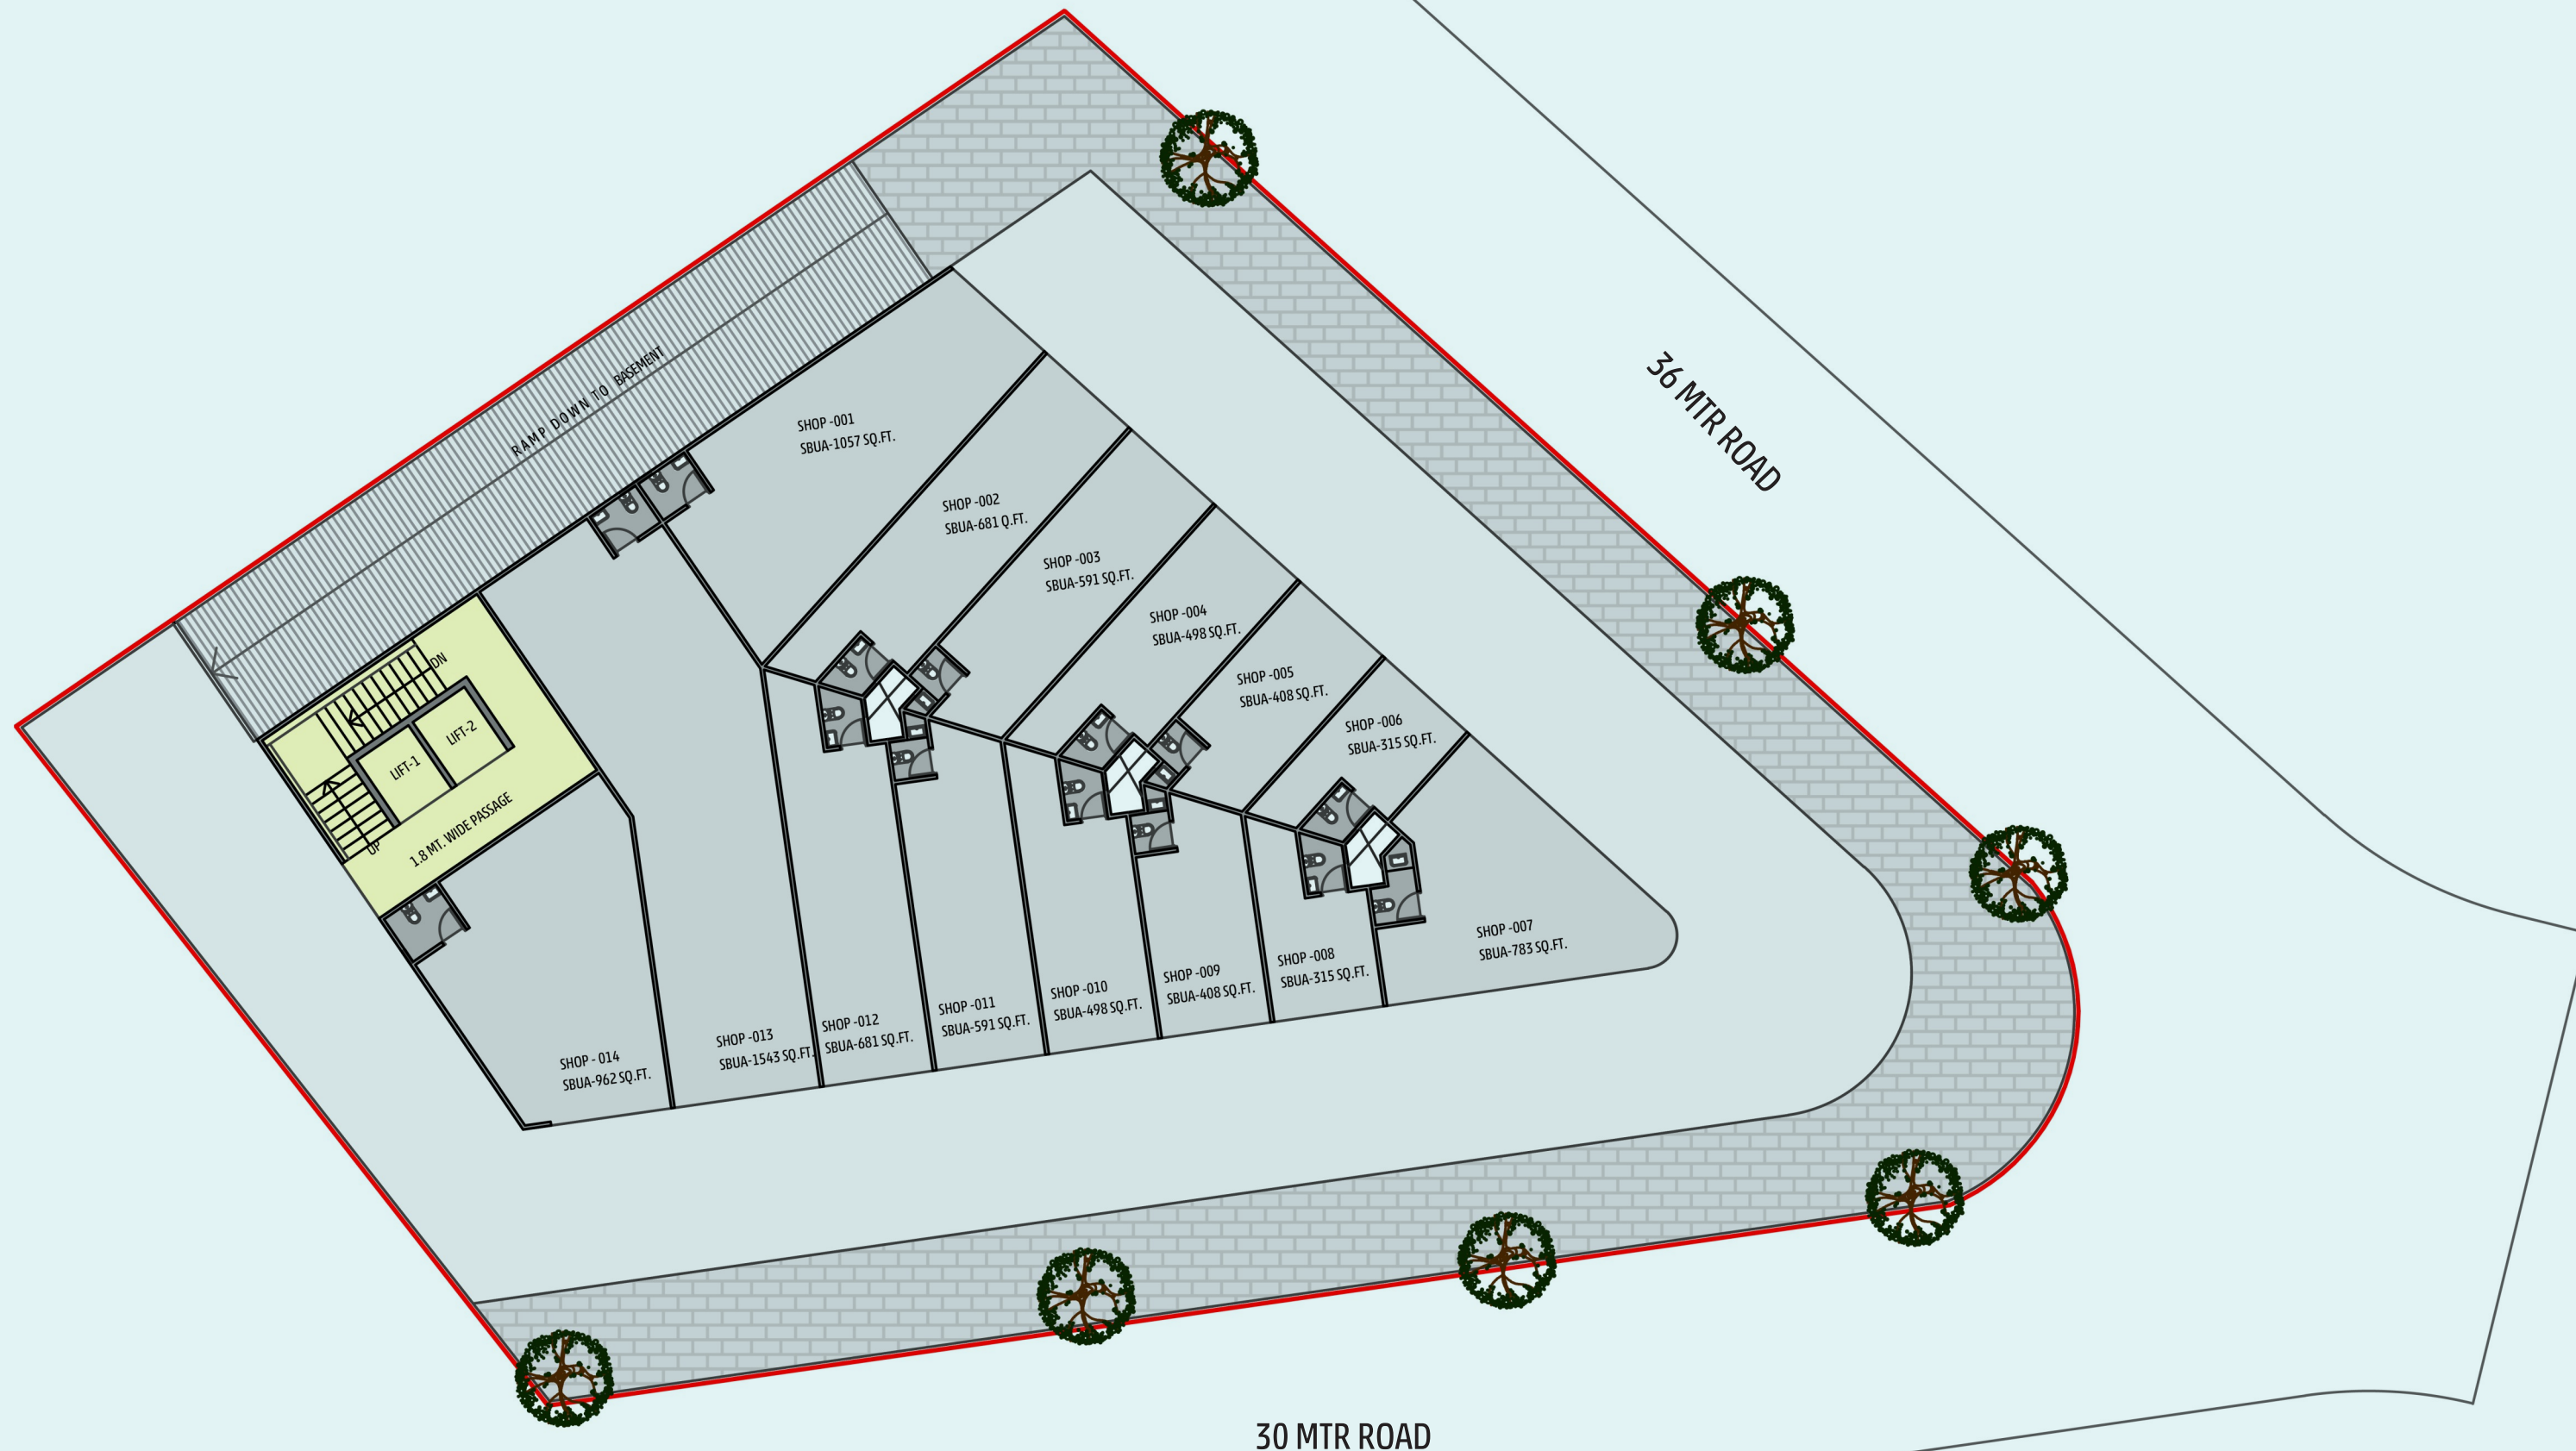 36 MTR ROAD
RAMP DOWN TO BASEMENT
SHOP -001
SBUA-1057 SQ.FT.
SHOP -002
SBUA-681 Q.FT.
SHOP -003
SBUA-591 SQ.FT.
SHOP -004
SBUA-498 SQ.FT.
SHOP -005
SBUA-408 SQ.FT.
SHOP -006
SBUA-315 SQ.FT.
DN
LIFT-2
LIFT-1
UP
1.8 MT. WIDE PASSAGE
SHOP -007
SBUA-783 SQ.FT.
SHOP -008
SBUA-315 SQ.FT.
SHOP -009
SBUA-408 SQ.FT.
SHOP -010
SBUA-498 SQ.FT.
SHOP -011
SBUA-591 SQ.FT.
SHOP -012
SBUA-681 SQ.FT.
SHOP -013
SBUA-1543 SQ.FT.
SHOP - 014
SBUA-962 SQ.FT.
30 MTR ROAD